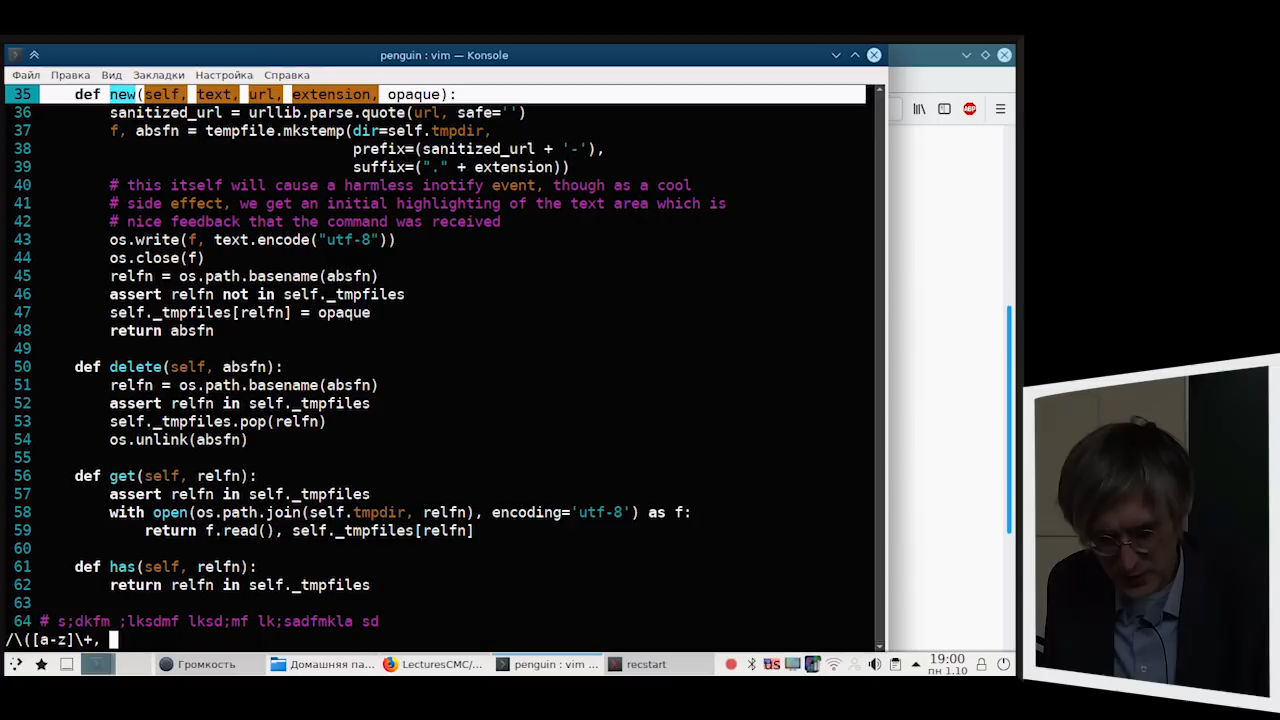 penguin : vim — Konsole
Файл Правка Вид Закладки Настройка Справка
35     def new(self, text, url, extension, opaque):
36         sanitized_url = urllib.parse.quote(url, safe='')
37         f, absfn = tempfile.mkstemp(dir=self.tmpdir,
38                                     prefix=(sanitized_url + '-'),
39                                     suffix=("." + extension))
40         # this itself will cause a harmless inotify event, though as a cool
41         # side effect, we get an initial highlighting of the text area which is
42         # nice feedback that the command was received
43         os.write(f, text.encode("utf-8"))
44         os.close(f)
45         relfn = os.path.basename(absfn)
46         assert relfn not in self._tmpfiles
47         self._tmpfiles[relfn] = opaque
48         return absfn
49
50     def delete(self, absfn):
51         relfn = os.path.basename(absfn)
52         assert relfn in self._tmpfiles
53         self._tmpfiles.pop(relfn)
54         os.unlink(absfn)
55
56     def get(self, relfn):
57         assert relfn in self._tmpfiles
58         with open(os.path.join(self.tmpdir, relfn), encoding='utf-8') as f:
59             return f.read(), self._tmpfiles[relfn]
60
61     def has(self, relfn):
62         return relfn in self._tmpfiles
63
64 # s;dkfm ;lksdmf lksd;mf lk;sadfmkla sd
/\([a-z]\+,
Громкость Домашняя па... LecturesCMC/... penguin : vim ... recstart US 19:00
пн 1.10
ABP